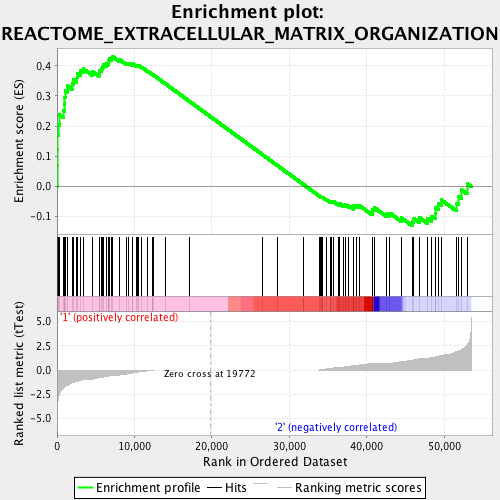 Enrichment plot:
REACTOME_EXTRACELLULAR_MATRIX_ORGANIZATION
Enrichment score (ES)
0.4
0.3
0.2
0.1
0.0
-0.1
Ranked list metric (tTest)
5.0
2.5
0.0
-2.5
-5.0
'1' (positively correlated)
Zero cross at 19772
'2' (negatively correlated)
0
10,000
20,000
30,000
40,000
50,000
Rank in Ordered Dataset
Enrichment profile
Hits
Ranking metric scores